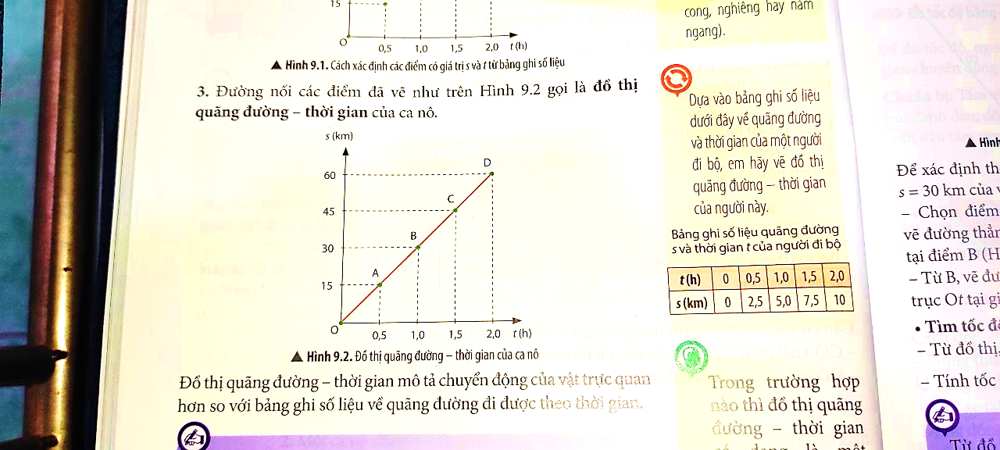 15
O
0,5 1,0 1,5 2,0 t (h)
▲ Hình 9.1. Cách xác định các điểm có giá trị s và t từ bảng ghi số liệu
3. Đường nối các điểm đã vẽ như trên Hình 9.2 gọi là đồ thị
quãng đường – thời gian của ca nô.
s (km)
60
45
30
15
D
C
B
A
O
0,5 1,0 1,5 2,0 t (h)
▲ Hình 9.2. Đồ thị quãng đường – thời gian của ca nô
Đồ thị quãng đường – thời gian mô tả chuyển động của vật trực quan
hơn so với bảng ghi số liệu về quãng đường đi được theo thời gian.
cong, nghiêng hay nằm
ngang).
Dựa vào bảng ghi số liệu
dưới đây về quãng đường
và thời gian của một người
đi bộ, em hãy vẽ đồ thị
quãng đường – thời gian
của người này.
Bảng ghi số liệu quãng đường
s và thời gian t của người đi bộ
t (h) 0 0,5 1,0 1,5 2,0
s (km) 0 2,5 5,0 7,5 10
Trong trường hợp
nào thì đồ thị quãng
đường – thời gian
▲ Hình
Để xác định th
s = 30 km của
– Chọn điểm
vẽ đường thẳn
tại điểm B (H
– Từ B, vẽ đư
trục Ot tại gi
• Tìm tốc đ
– Từ đồ thị,
– Tính tốc
Từ đồ